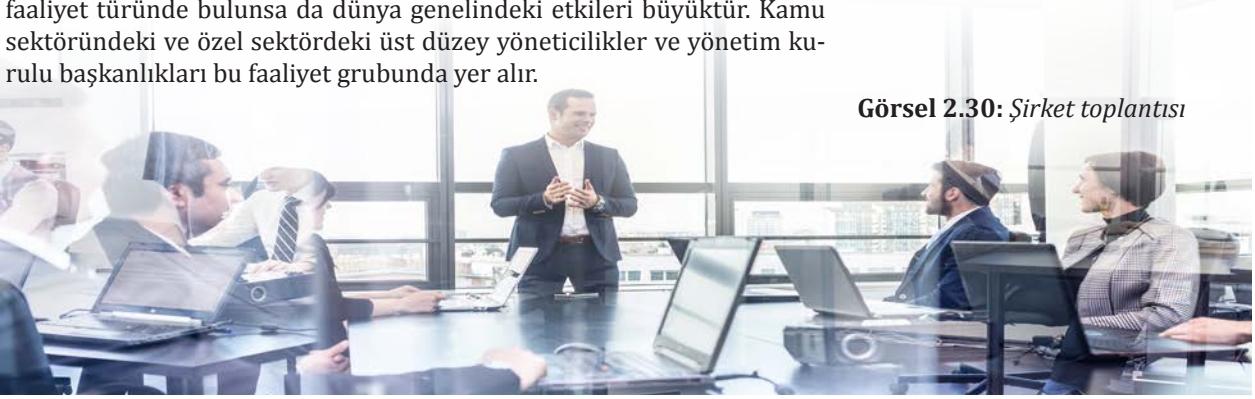 faaliyet türünde bulunsa da dünya genelindeki etkileri büyüktür. Kamu
sektöründeki ve özel sektördeki üst düzey yöneticilikler ve yönetim ku-
rulu başkanlıkları bu faaliyet grubunda yer alır.
Görsel 2.30: Şirket toplantısı